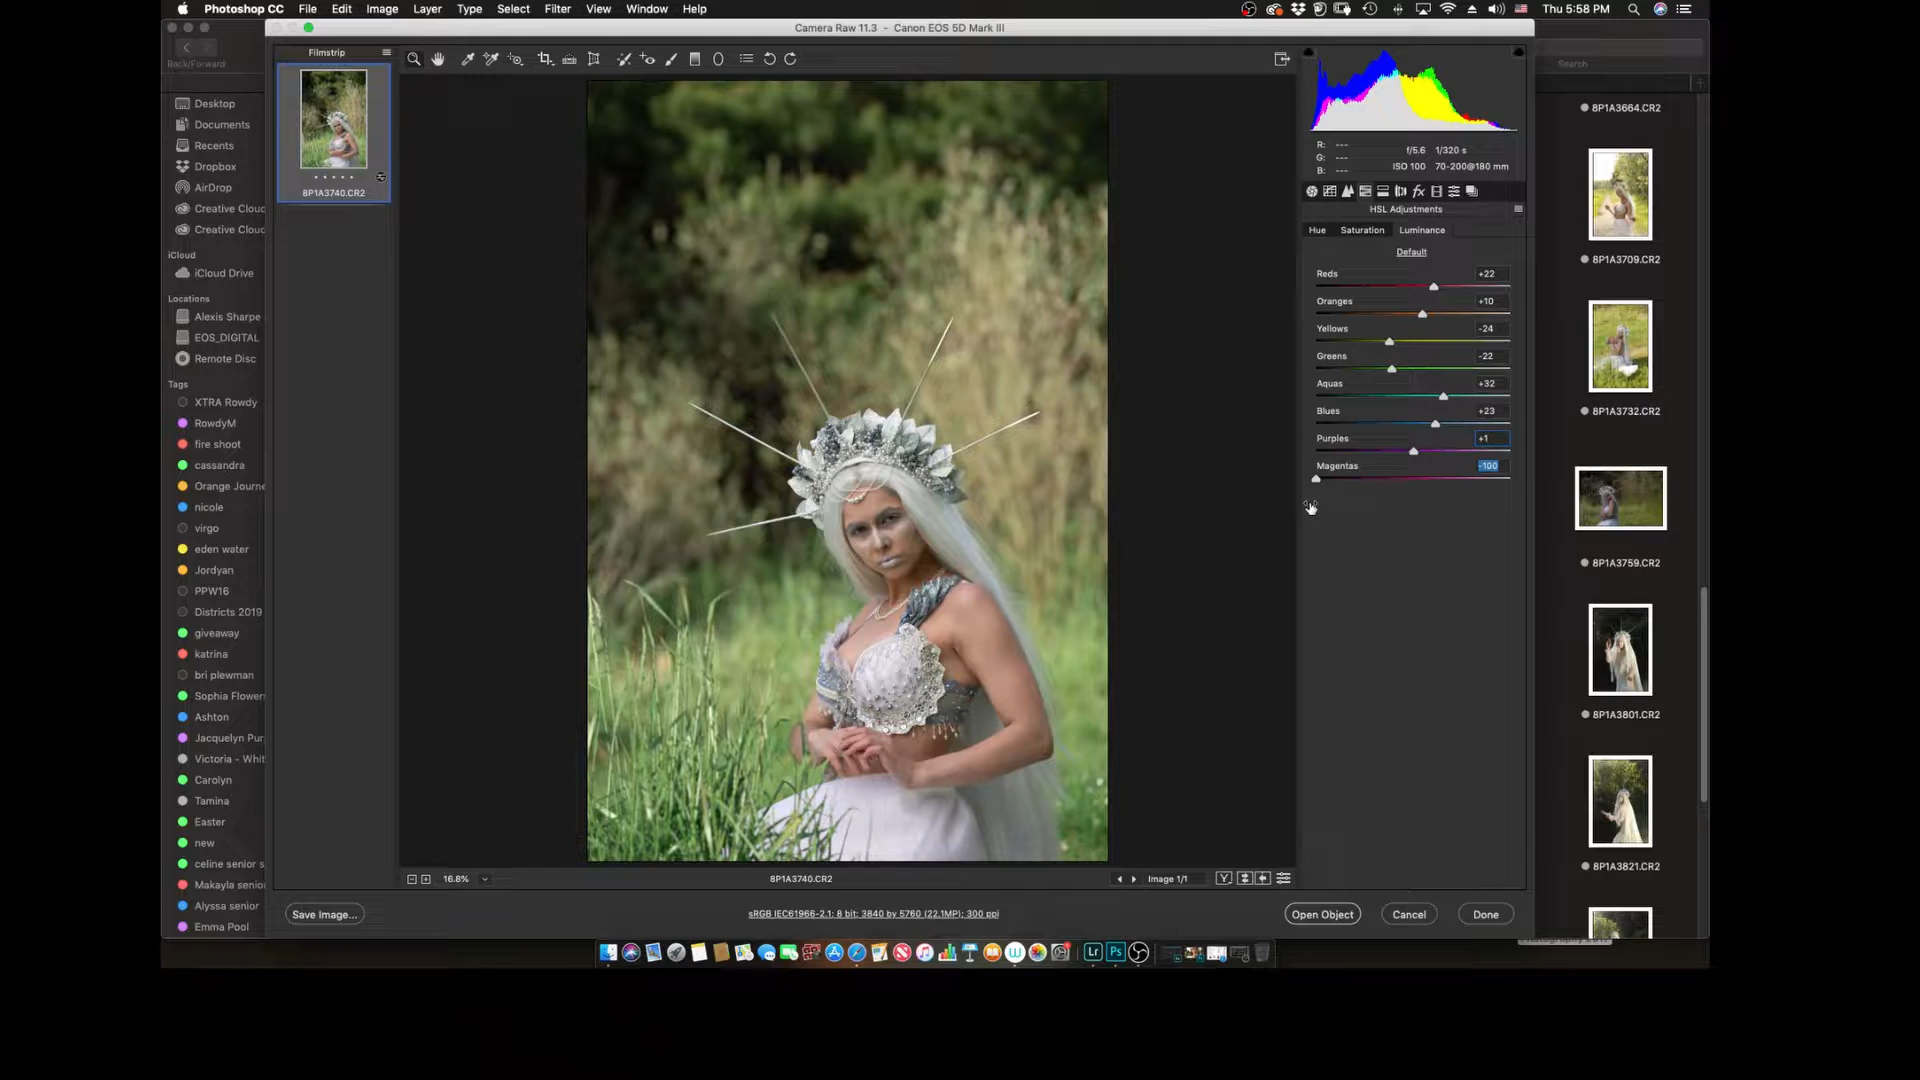 Photoshop CC File Edit Image Layer Type Select Filter View Window Help Thu 5:58 PM
Camera Raw 11.3 - Canon EOS 5D Mark III
Back/Forward
Search
Filmstrip
8P1A3740.CR2
Desktop
Documents
Recents
Dropbox
AirDrop
Creative Cloud
Creative Cloud
iCloud
iCloud Drive
Locations
Alexis Sharpe
EOS_DIGITAL
Remote Disc
Tags
XTRA Rowdy
RowdyM
fire shoot
cassandra
Orange Journe
nicole
virgo
eden water
Jordyan
PPW16
Districts 2019
giveaway
katrina
bri plewman
Sophia Flower
Ashton
Jacquelyn Pur
Victoria - Whit
Carolyn
Tamina
Easter
new
celine senior s
Makayla senior
Alyssa senior
Emma Pool
R: ---
G: ---
B: ---
f/5.6 1/320 s
ISO 100 70-200@180 mm
HSL Adjustments
Hue Saturation Luminance
Default
Reds +22
Oranges +10
Yellows -24
Greens -22
Aquas +32
Blues +23
Purples +1
Magentas -100
8P1A3664.CR2
8P1A3709.CR2
8P1A3732.CR2
8P1A3759.CR2
8P1A3801.CR2
8P1A3821.CR2
16.8% 8P1A3740.CR2 Image 1/1
Y
Save Image... sRGB IEC61966-2.1; 8 bit; 3840 by 5760 (22.1MP); 300 ppi Open Object Cancel Done
Lr Ps